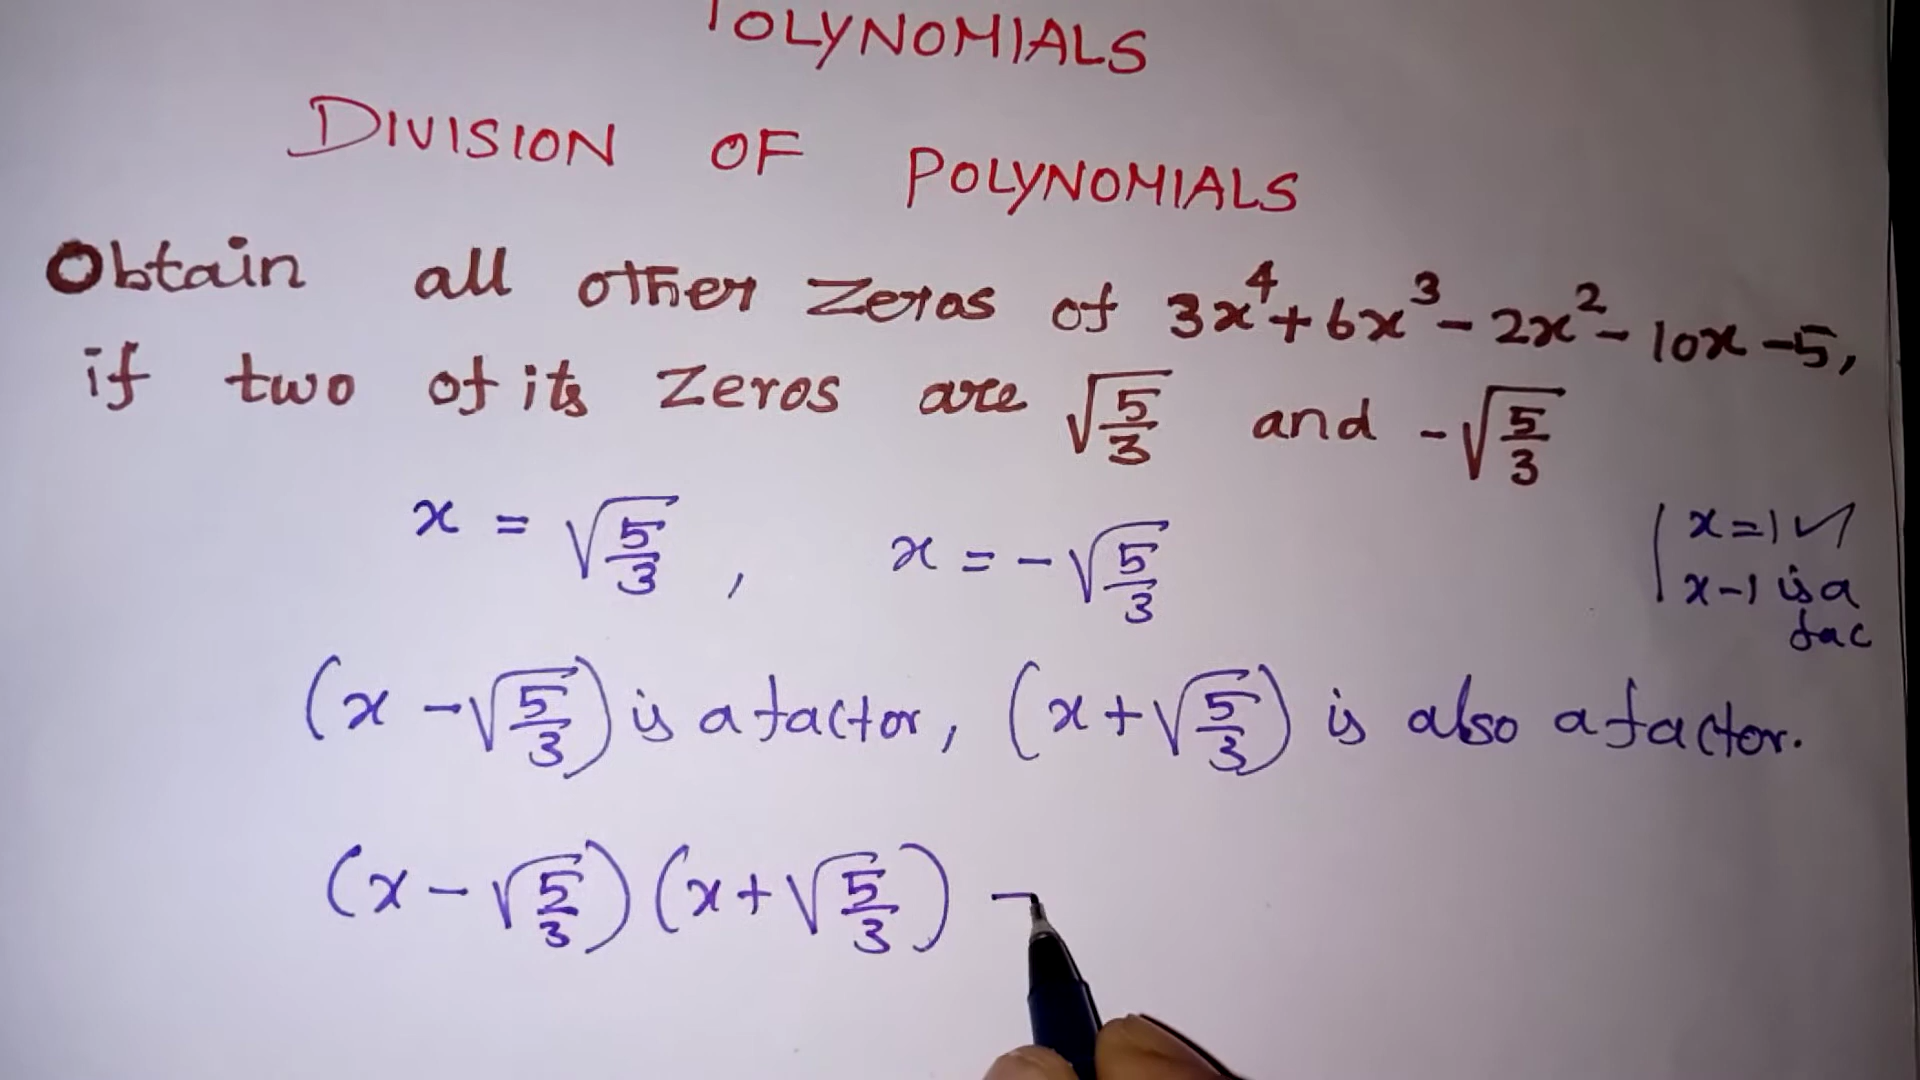 POLYNOMIALS
DIVISION OF POLYNOMIALS
Obtain all other zeros of 3x⁴+6x³-2x²-10x-5,
if two of its zeros are √(5/3) and -√(5/3)
x = √(5/3), x = -√(5/3)
x=1 ✓
x-1 is a
fac
(x-√(5/3)) is a factor, (x+√(5/3)) is also a factor.
(x-√(5/3))(x+√(5/3)) -